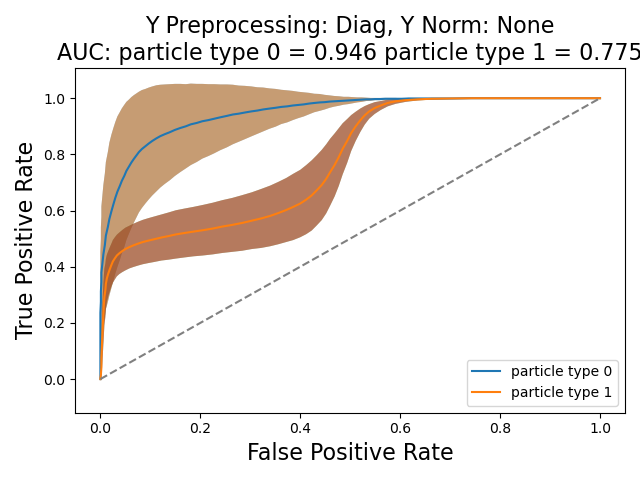 Y Preprocessing: Diag, Y Norm: None
AUC: particle type 0 = 0.946 particle type 1 = 0.775
True Positive Rate
1.0
0.8
0.6
0.4
0.2
0.0
particle type 0
particle type 1
0.0 0.2 0.4 0.6 0.8 1.0
False Positive Rate